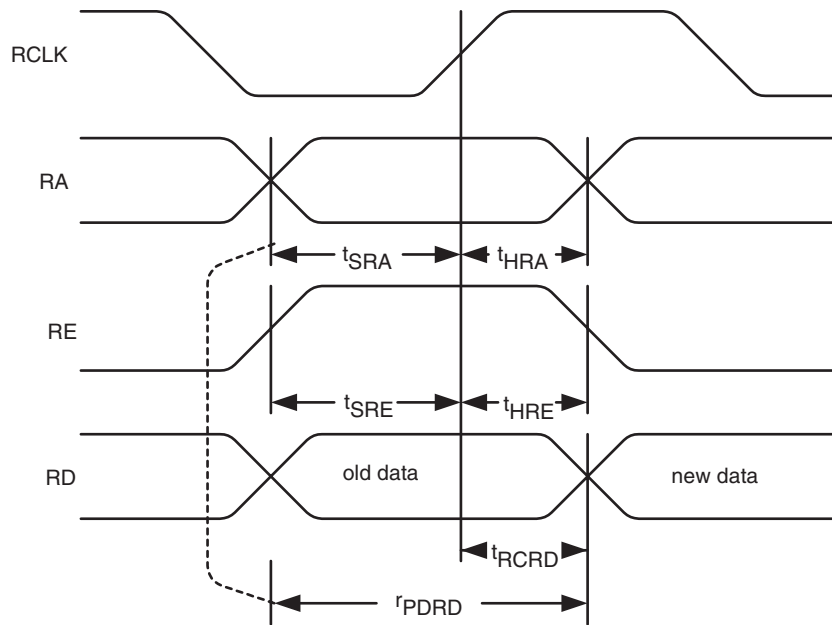 RCLK
RA
tSRA
tHRA
RE
tSRE
tHRE
RD
old data
new data
tRCRD
rPDRD